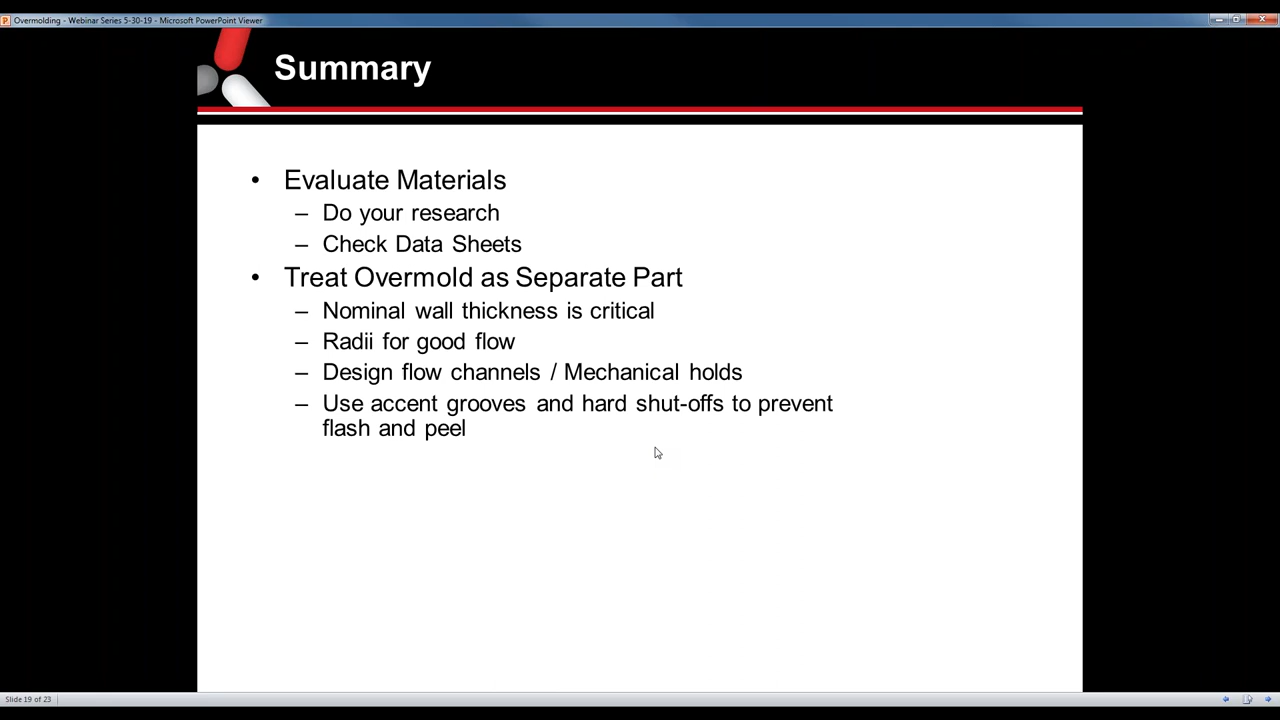 Overmolding - Webinar Series 5-30-19 - Microsoft PowerPoint Viewer
Summary
• Evaluate Materials
– Do your research
– Check Data Sheets
• Treat Overmold as Separate Part
– Nominal wall thickness is critical
– Radii for good flow
– Design flow channels / Mechanical holds
– Use accent grooves and hard shut-offs to prevent
flash and peel
Slide 19 of 23